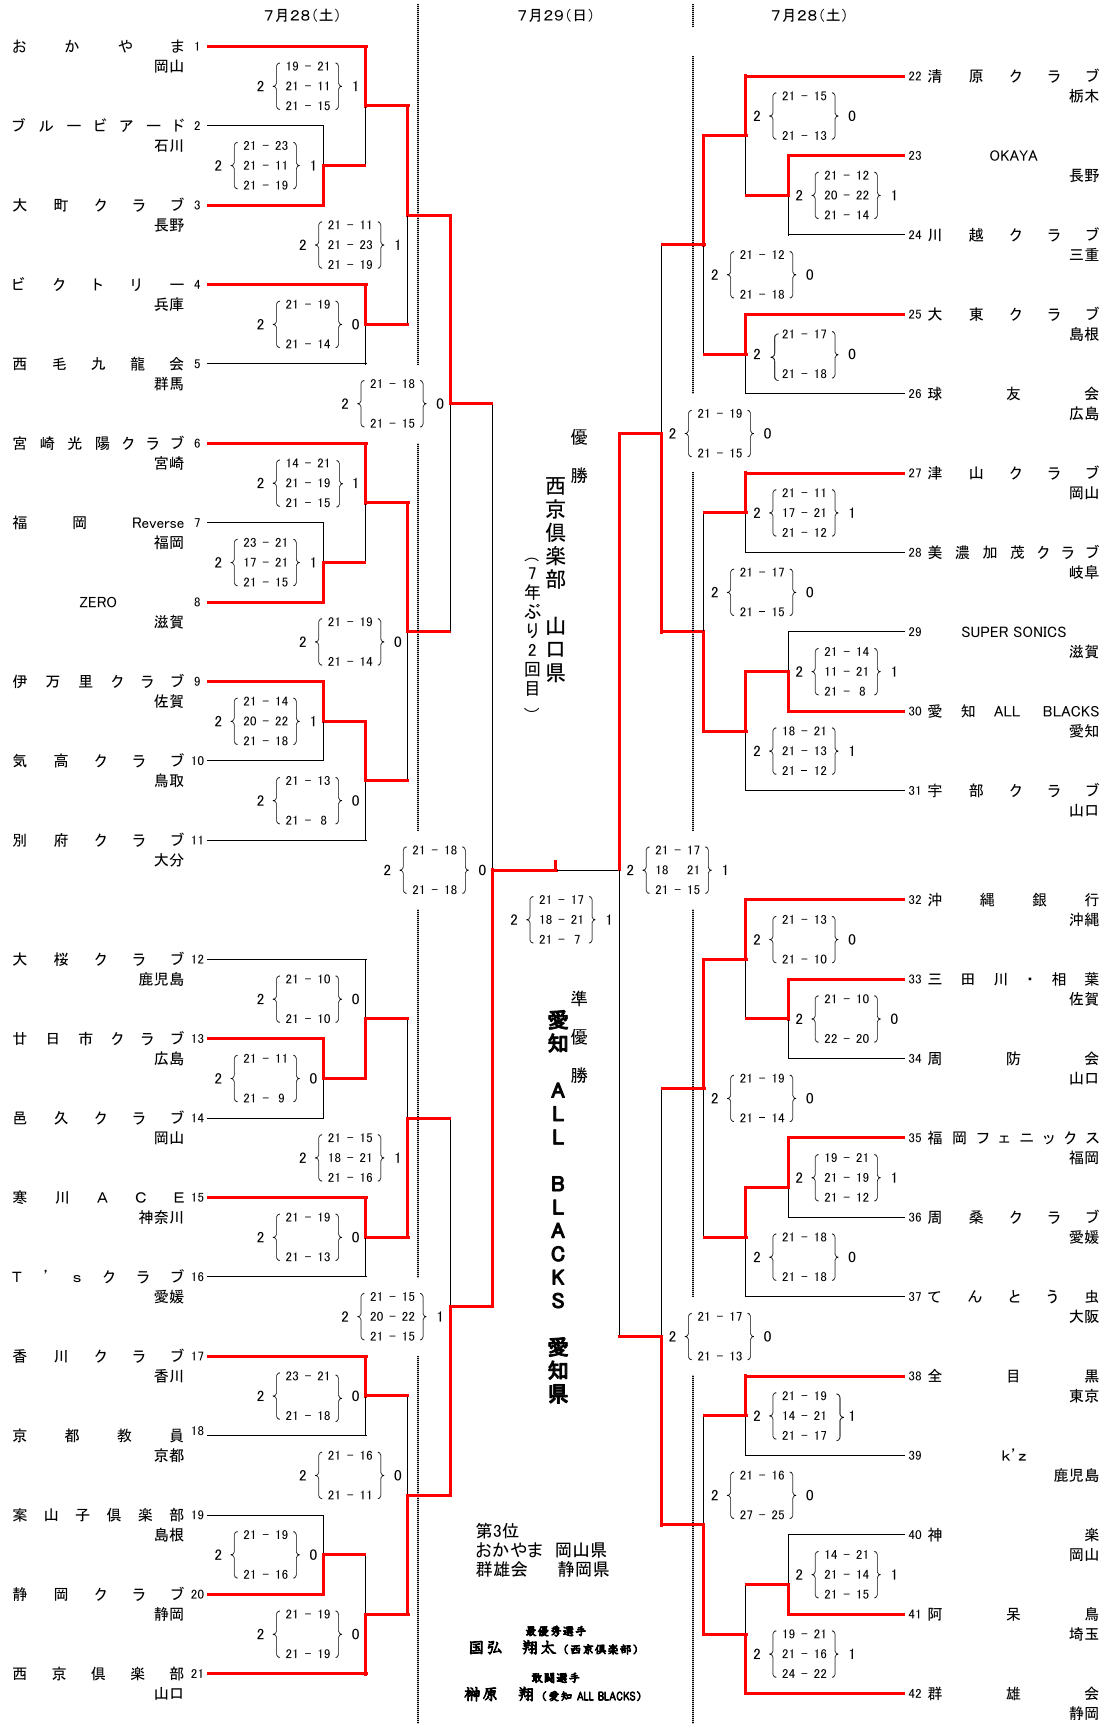 7月28(土)
7月29(日)
7月28(土)
おかやま 1
岡山
19 - 21
2 21 - 11 1
21 - 15
ブルービアード 2
石川
21 - 23
2 21 - 11 1
21 - 19
大町クラブ 3
長野
21 - 11
2 21 - 23 1
21 - 19
ビクトリー 4
兵庫
21 - 19
2 0
21 - 14
西毛九龍会 5
群馬
21 - 18
2 0
21 - 15
宮崎光陽クラブ 6
宮崎
14 - 21
2 21 - 19 1
21 - 15
福岡 Reverse 7
福岡
23 - 21
2 17 - 21 1
21 - 15
ZERO 8
滋賀
21 - 19
2 0
21 - 14
伊万里クラブ 9
佐賀
21 - 14
2 20 - 22 1
21 - 18
気高クラブ 10
鳥取
21 - 13
2 0
21 - 8
別府クラブ 11
大分
21 - 18
2 0
21 - 18
大桜クラブ 12
鹿児島
21 - 10
2 0
21 - 10
廿日市クラブ 13
広島
21 - 11
2 0
21 - 9
邑久クラブ 14
岡山
21 - 15
2 18 - 21 1
21 - 16
寒川ACE 15
神奈川
21 - 19
2 0
21 - 13
T'sクラブ 16
愛媛
21 - 15
2 20 - 22 1
21 - 15
香川クラブ 17
香川
23 - 21
2 0
21 - 18
京都教員 18
京都
21 - 16
2 0
21 - 11
案山子倶楽部 19
島根
21 - 19
2 0
21 - 16
静岡クラブ 20
静岡
21 - 19
2 0
21 - 19
西京倶楽部 21
山口
優勝
西京倶楽部 山口県
(7年ぶり2回目)
21 - 17
2 18 - 21 1
21 - 7
準優勝
愛知 ALL BLACKS 愛知県
第3位
おかやま 岡山県
群雄会 静岡県
最優秀選手
国弘 翔太 (西京倶楽部)
敢闘選手
榊原 翔 (愛知 ALL BLACKS)
22 清原クラブ
栃木
21 - 15
2 0
21 - 13
23 OKAYA
長野
21 - 12
2 20 - 22 1
21 - 14
24 川越クラブ
三重
21 - 12
2 0
21 - 18
25 大東クラブ
島根
21 - 17
2 0
21 - 18
26 球友会
広島
21 - 19
2 0
21 - 15
27 津山クラブ
岡山
21 - 11
2 17 - 21 1
21 - 12
28 美濃加茂クラブ
岐阜
21 - 17
2 0
21 - 15
29 SUPER SONICS
滋賀
21 - 14
2 11 - 21 1
21 - 8
30 愛知 ALL BLACKS
愛知
18 - 21
2 21 - 13 1
21 - 12
31 宇部クラブ
山口
21 - 17
2 18 21 1
21 - 15
32 沖縄銀行
沖縄
21 - 13
2 0
21 - 10
33 三田川・相葉
佐賀
21 - 10
2 0
22 - 20
34 周防会
山口
21 - 19
2 0
21 - 14
35 福岡フェニックス
福岡
19 - 21
2 21 - 19 1
21 - 12
36 周桑クラブ
愛媛
21 - 18
2 0
21 - 18
37 てんとう虫
大阪
21 - 17
2 0
21 - 13
38 全目黒
東京
21 - 19
2 14 - 21 1
21 - 17
39 k'z
鹿児島
21 - 16
2 0
27 - 25
40 神楽
岡山
14 - 21
2 21 - 14 1
21 - 15
41 阿呆鳥
埼玉
19 - 21
2 21 - 16 1
24 - 22
42 群雄会
静岡